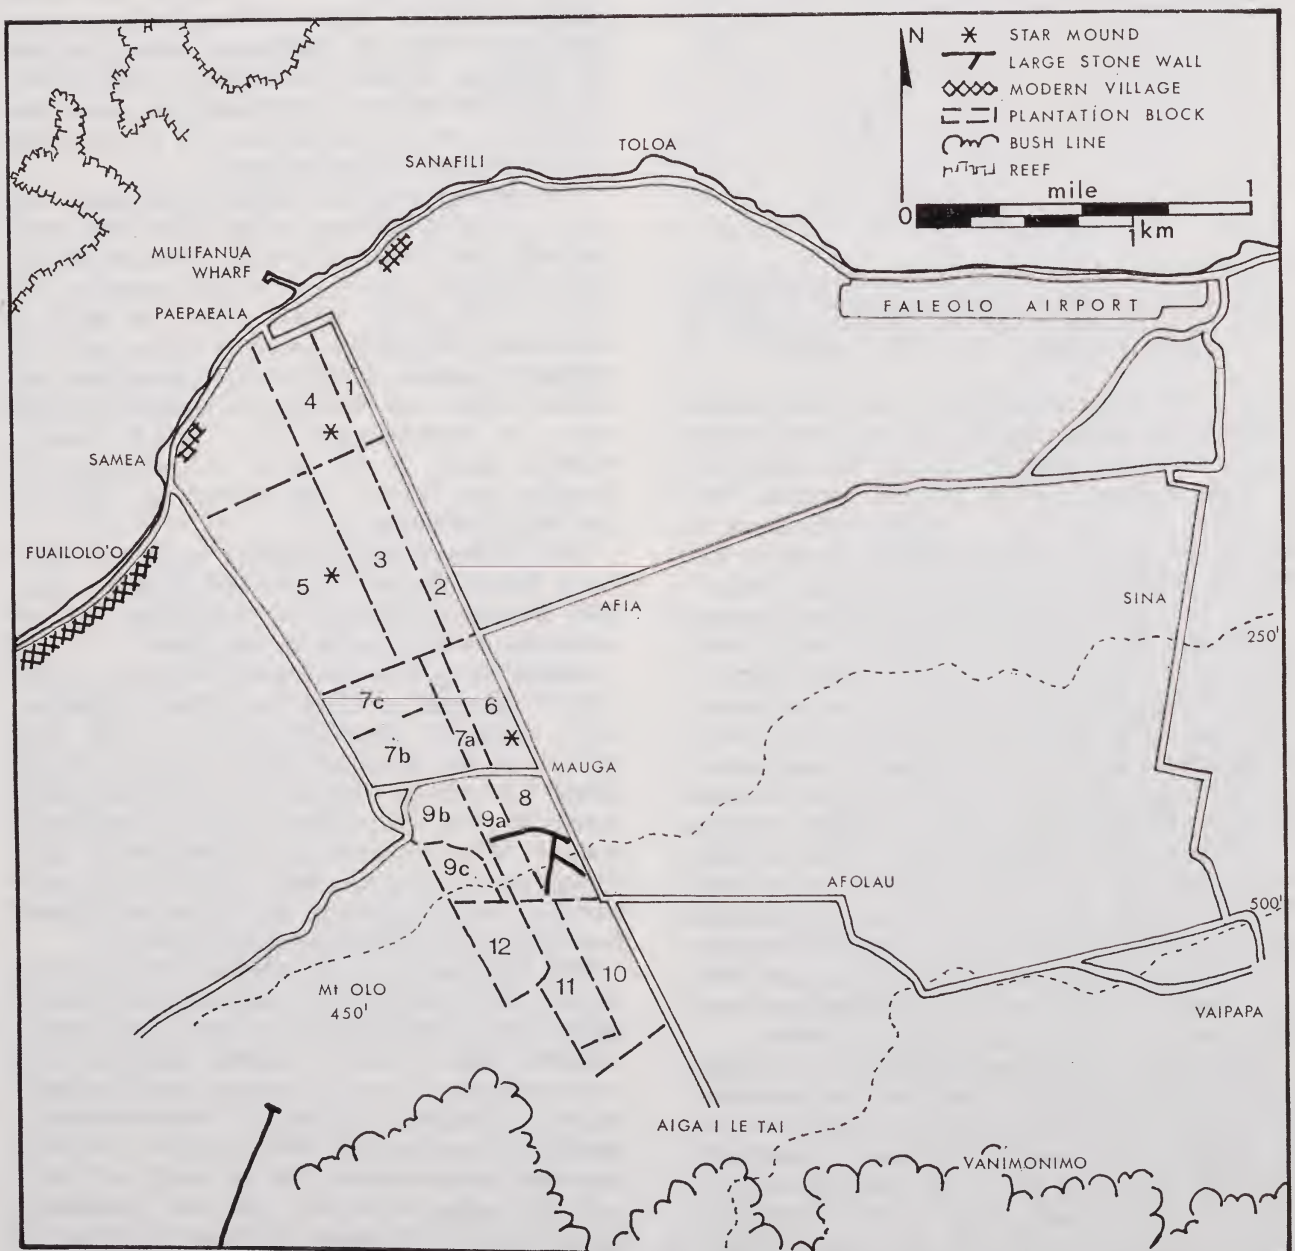 N
STAR MOUND
LARGE STONE WALL
MODERN VILLAGE
PLANTATION BLOCK
BUSH LINE
REEF
mile
0 1
1 km
TOLOA
SANAFILI
MULIFANUA
WHARF
PAEPAEALA
FALEOLO AIRPORT
1
4
SAMEA
FUAILOLO'O
3
5
2
AFIA
SINA
250'
7c
6
7a
7b
MAUGA
8
9b
9a
9c
AFOLAU
500'
12
10
11
Mt OLO
450'
VAIPAPA
AIGA I LE TAI
VANIMONIMO